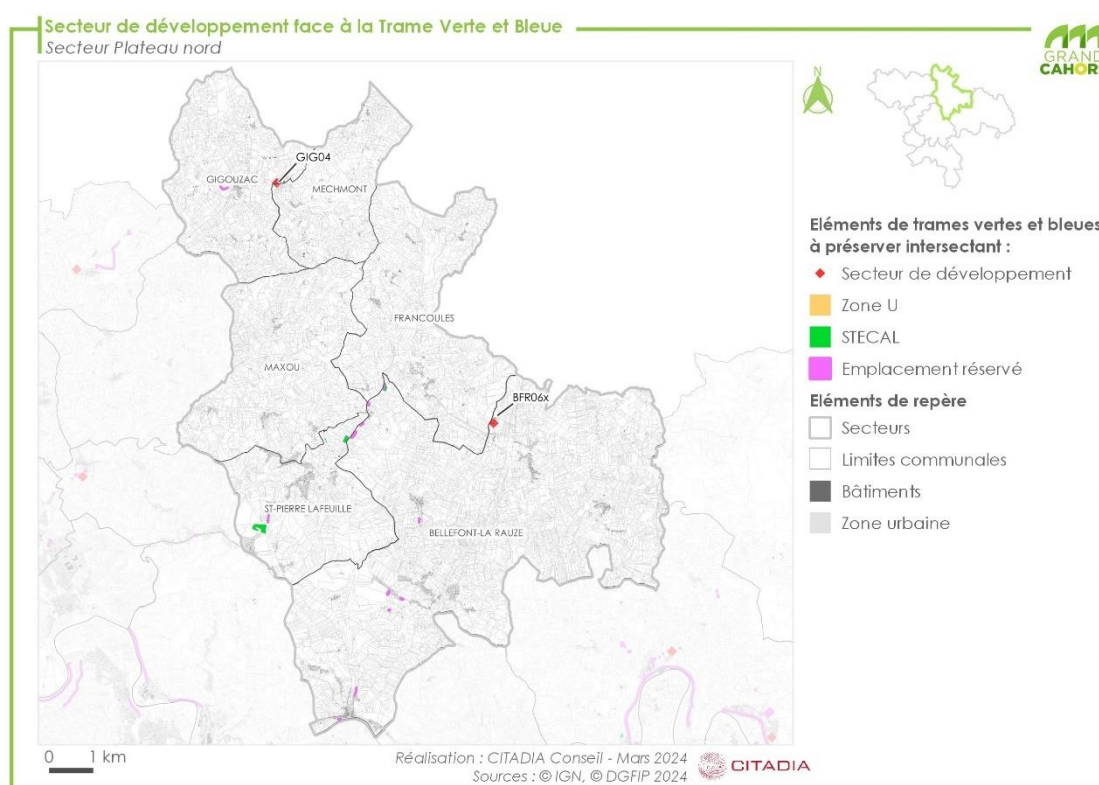 Secteur de développement face à la Trame Verte et Bleue
Secteur Plateau nord
GRAND
CAHORS
N
GIG04
GIGOUZAC
MECHMONT
FRANCOULES
MAXOU
BFR06x
ST-PIERRE LAFEUILLE
BELLEFONT-LA RAUZE
Eléments de trames vertes et bleues
à préserver intersectant :
Secteur de développement
Zone U
STECAL
Emplacement réservé
Eléments de repère
Secteurs
Limites communales
Bâtiments
Zone urbaine
0 1 km
Réalisation : CITADIA Conseil - Mars 2024
Sources : © IGN, © DGFIP 2024
CITADIA